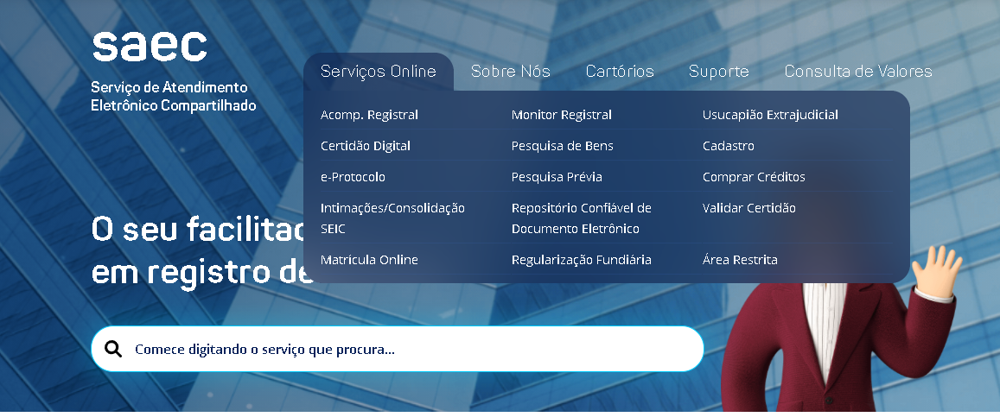 saec
Serviço de Atendimento
Eletrônico Compartilhado
Serviços Online
Sobre Nós
Cartórios
Suporte
Consulta de Valores
Acomp. Registral
Monitor Registral
Usucapião Extrajudicial
Certidão Digital
Pesquisa de Bens
Cadastro
e-Protocolo
Pesquisa Prévia
Comprar Créditos
Intimações/Consolidação
SEIC
Repositório Confiável de
Documento Eletrônico
Validar Certidão
Matrícula Online
Regularização Fundiária
Área Restrita
O seu facilitad
em registro de
Comece digitando o serviço que procura...